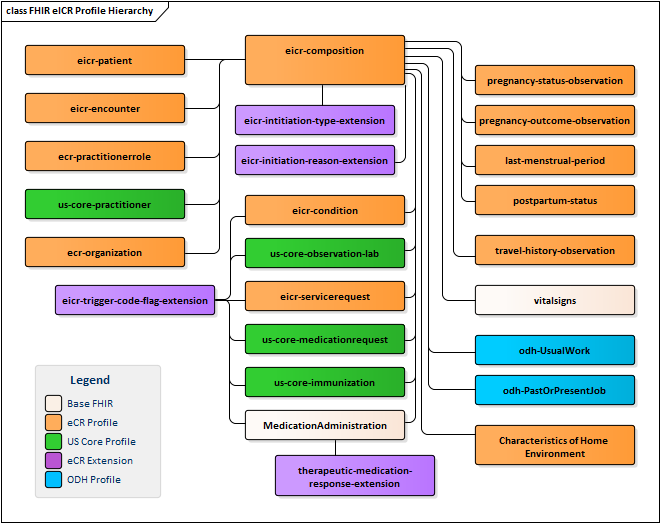 class FHIR eICR Profile Hierarchy
eicr-patient
eicr-encounter
ecr-practitionerrole
us-core-practitioner
ecr-organization
eicr-trigger-code-flag-extension
eicr-composition
eicr-intitiation-type-extension
eicr-initiation-reason-extension
eicr-condition
us-core-observation-lab
eicr-servicerequest
us-core-medicationrequest
us-core-immunization
MedicationAdministration
therapeutic-medication-
response-extension
pregnancy-status-observation
pregnancy-outcome-observation
last-menstrual-period
postpartum-status
travel-history-observation
vitalsigns
odh-UsualWork
odh-PastOrPresentJob
Characteristics of Home
Environment
Legend
Base FHIR
eCR Profile
US Core Profile
eCR Extension
ODH Profile